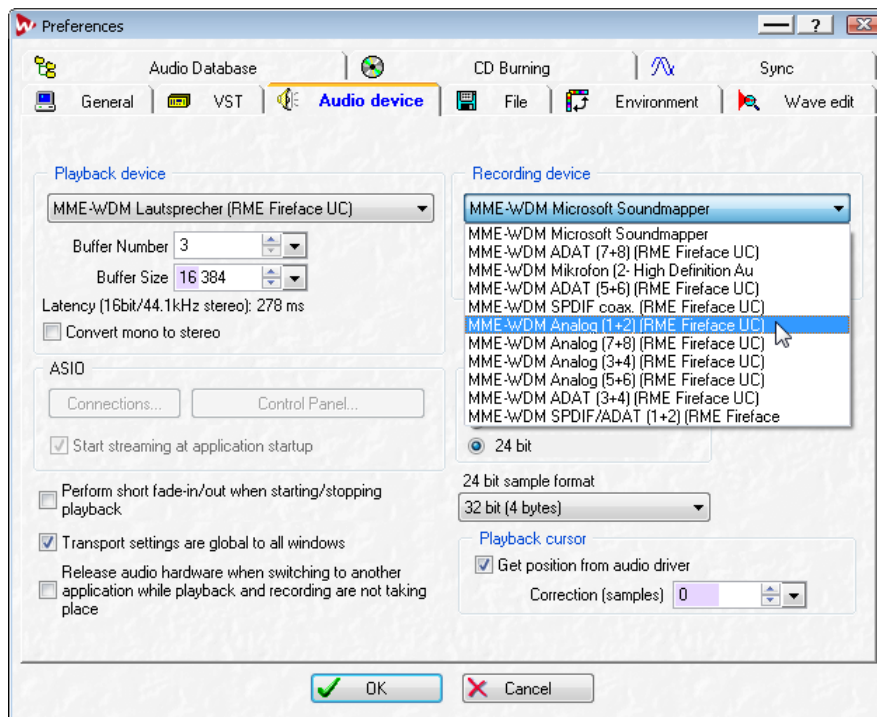 Preferences
?
Audio Database
CD Burning
Sync
General
VST
Audio device
File
Environment
Wave edit
Playback device
MME-WDM Lautsprecher (RME Fireface UC)
Buffer Number 3
Buffer Size 16 384
Latency (16bit/44.1kHz stereo): 278 ms
Convert mono to stereo
ASIO
Connections...
Control Panel...
Start streaming at application startup
Perform short fade-in/out when starting/stopping
playback
Transport settings are global to all windows
Release audio hardware when switching to another
application while playback and recording are not taking
place
Recording device
MME-WDM Microsoft Soundmapper
MME-WDM Microsoft Soundmapper
MME-WDM ADAT (7+8) (RME Fireface UC)
MME-WDM Mikrofon (2- High Definition Au
MME-WDM ADAT (5+6) (RME Fireface UC)
MME-WDM SPDIF coax. (RME Fireface UC)
MME-WDM Analog (1+2) (RME Fireface UC)
MME-WDM Analog (7+8) (RME Fireface UC)
MME-WDM Analog (3+4) (RME Fireface UC)
MME-WDM Analog (5+6) (RME Fireface UC)
MME-WDM ADAT (3+4) (RME Fireface UC)
MME-WDM SPDIF/ADAT (1+2) (RME Fireface
24 bit
24 bit sample format
32 bit (4 bytes)
Playback cursor
Get position from audio driver
Correction (samples) 0
OK
Cancel